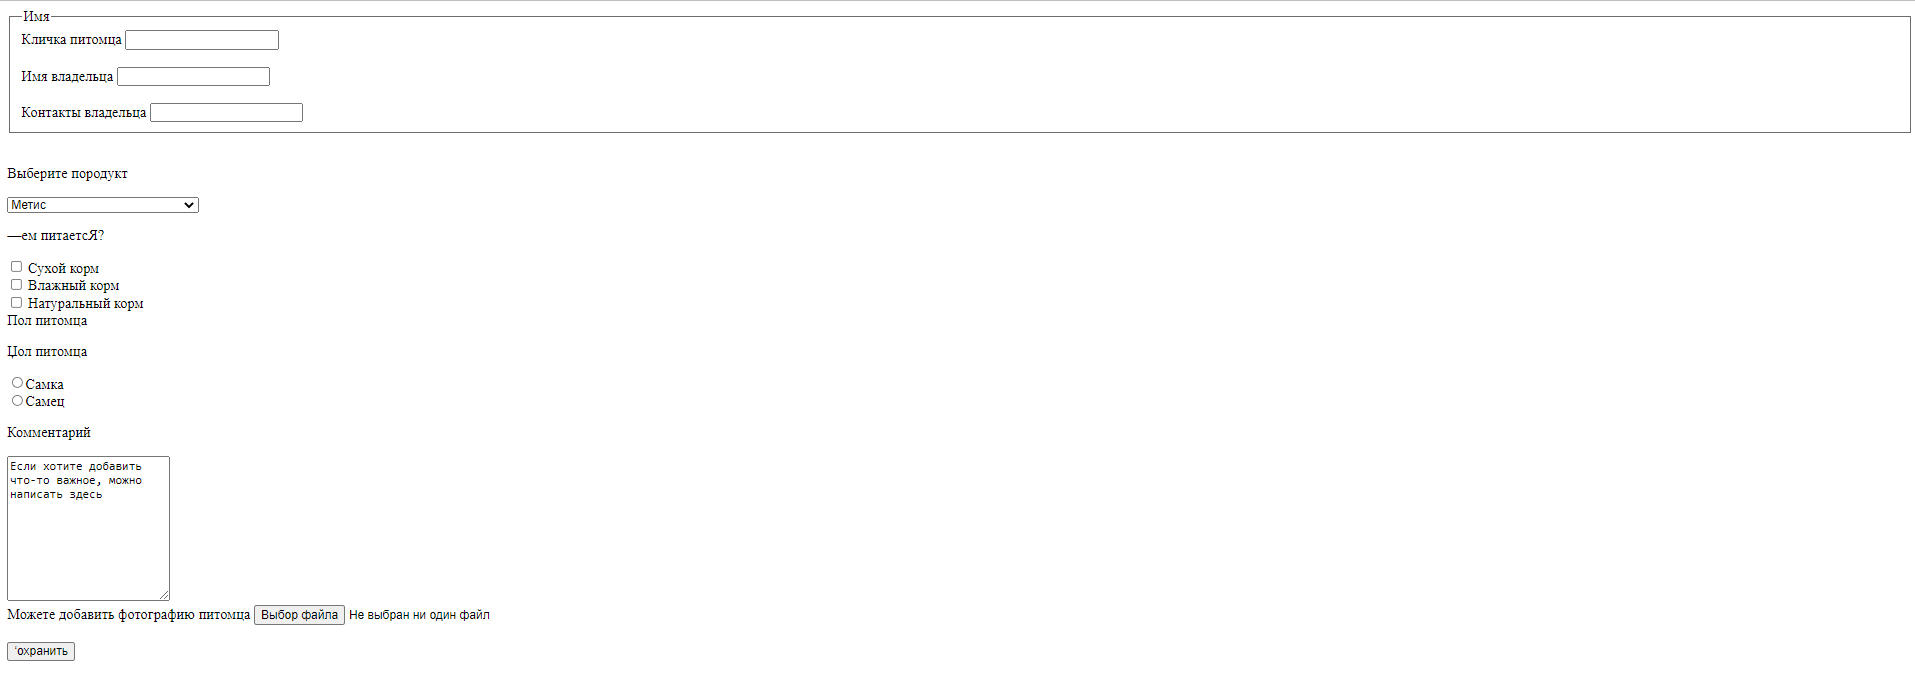 Имя
Кличка питомца
Имя владельца
Контакты владельца
Выберите породукт
Метис
—ем питаетсЯ?
Сухой корм
Влажный корм
Натуральный корм
Пол питомца
Џол питомца
Самка
Самец
Комментарий
Если хотите добавить
что-то важное, можно
написать здесь
Можете добавить фотографию питомца Выбор файла Не выбран ни один файл
‘охранить